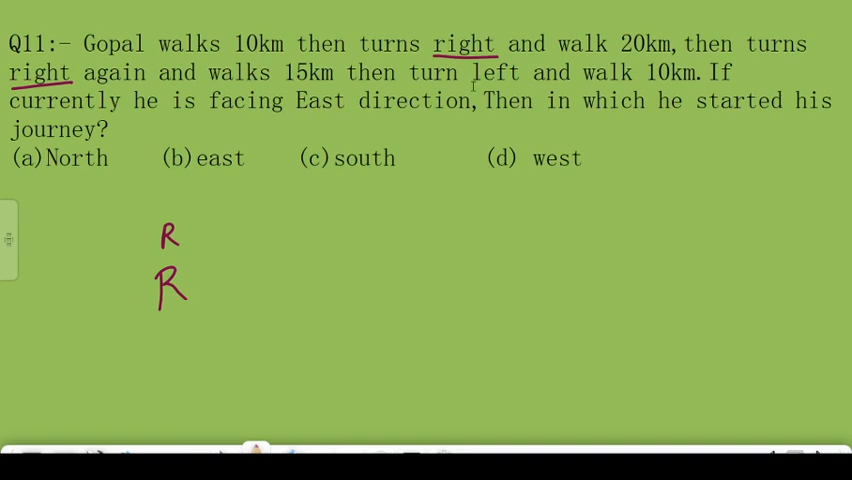 Q11:- Gopal walks 10km then turns right and walk 20km,then turns
right again and walks 15km then turn left and walk 10km.If
currently he is facing East direction,Then in which he started his
journey?
(a)North (b)east (c)south (d) west
R
R